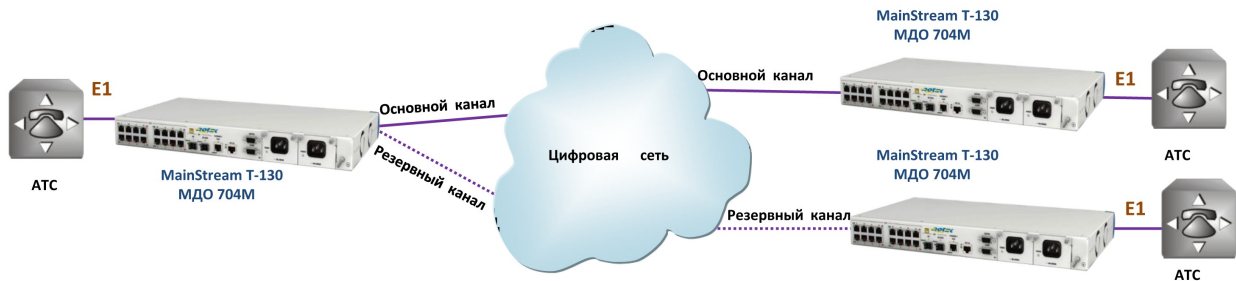 E1
АТС
MainStream T-130
МДО 704М
Основной канал
Резервный канал
Цифровая сеть
MainStream T-130
МДО 704М
Основной канал
E1
АТС
MainStream T-130
МДО 704М
Резервный канал
E1
АТС